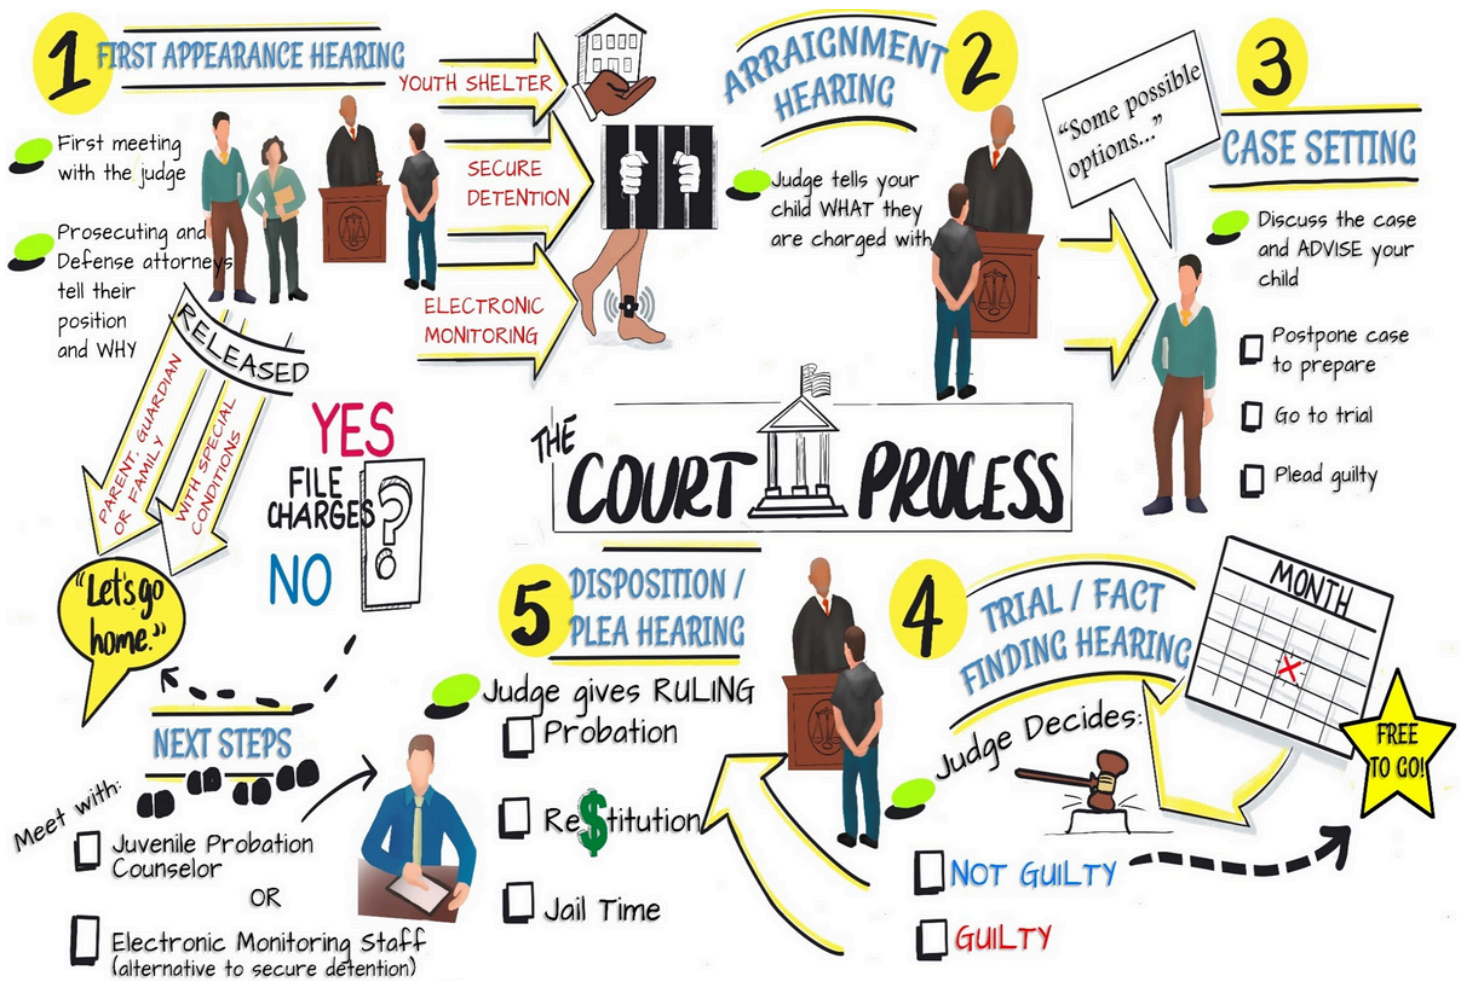 1
FIRST APPEARANCE HEARING
First meeting
with the judge
Prosecuting and
Defense attorneys
tell their
position
and WHY
YOUTH SHELTER
SECURE
DETENTION
ELECTRONIC
MONITORING
RELEASED
PARENT, GUARDIAN
OR FAMILY
WITH SPECIAL
CONDITIONS
"Let's go
home."
YES
FILE
CHARGES
?
NO
NEXT STEPS
Meet with:
Juvenile Probation
Counselor
OR
Electronic Monitoring Staff
(alternative to secure detention)
THE
COURT PROCESS
2
ARRAIGNMENT
HEARING
Judge tells your
child WHAT they
are charged with
"Some possible
options..."
3
CASE SETTING
Discuss the case
and ADVISE your
child
Postpone case
to prepare
Go to trial
Plead guilty
4
TRIAL / FACT
FINDING HEARING
MONTH
Judge Decides:
NOT GUILTY
GUILTY
FREE
TO GO!
5
DISPOSITION /
PLEA HEARING
Judge gives RULING
Probation
Re$titution
Jail Time